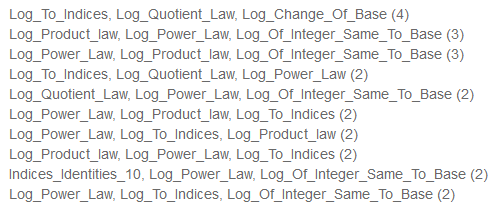 Log_To_Indices, Log_Quotient_Law, Log_Change_Of_Base (4)
Log_Product_law, Log_Power_Law, Log_Of_Integer_Same_To_Base (3)
Log_Power_Law, Log_Product_law, Log_Of_Integer_Same_To_Base (3)
Log_To_Indices, Log_Quotient_Law, Log_Power_Law (2)
Log_Quotient_Law, Log_Power_Law, Log_Of_Integer_Same_To_Base (2)
Log_Power_Law, Log_Product_law, Log_To_Indices (2)
Log_Power_Law, Log_To_Indices, Log_Product_law (2)
Log_Product_law, Log_Power_Law, Log_To_Indices (2)
Indices_Identities_10, Log_Power_Law, Log_Of_Integer_Same_To_Base (2)
Log_Power_Law, Log_To_Indices, Log_Of_Integer_Same_To_Base (2)